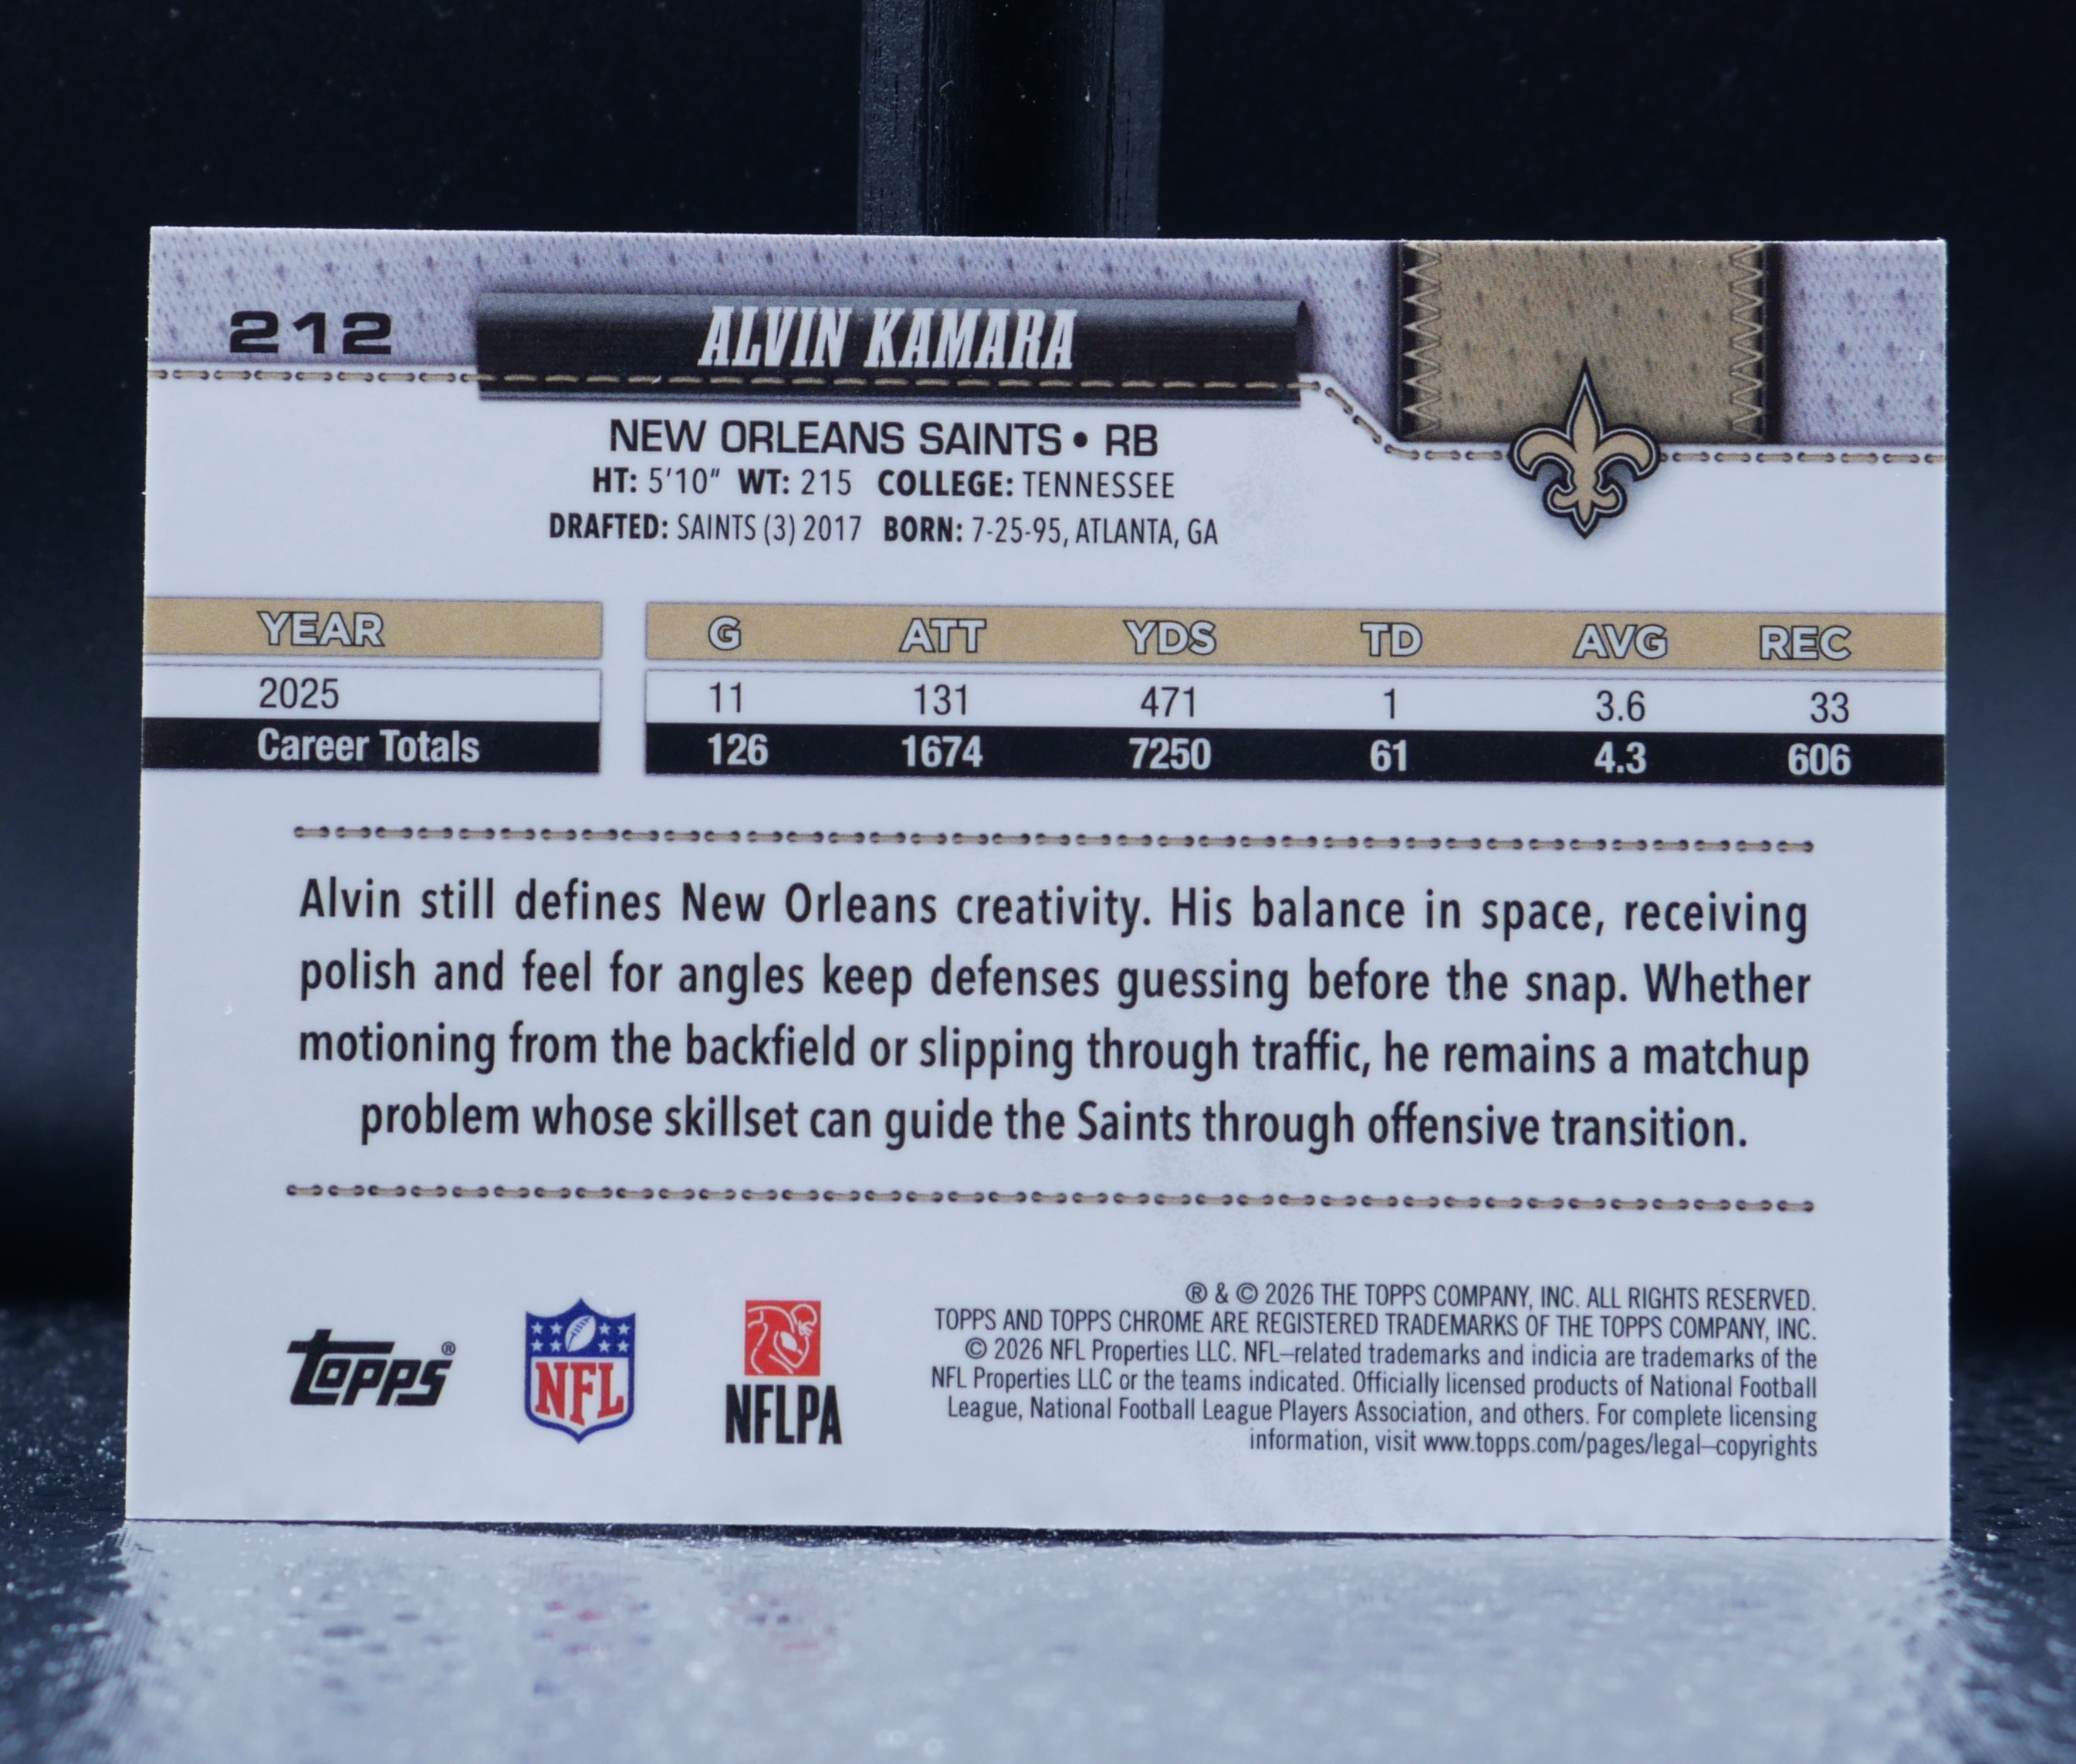 212
ALVIN KAMARA
NEW ORLEANS SAINTS • RB
HT: 5'10" WT: 215 COLLEGE: TENNESSEE
DRAFTED: SAINTS (3) 2017 BORN: 7-25-95, ATLANTA, GA
YEAR G ATT YDS TD AVG REC
2025 11 131 471 1 3.6 33
Career Totals 126 1674 7250 61 4.3 606
Alvin still defines New Orleans creativity. His balance in space, receiving
polish and feel for angles keep defenses guessing before the snap. Whether
motioning from the backfield or slipping through traffic, he remains a matchup
problem whose skillset can guide the Saints through offensive transition.
topps®
NFL
NFLPA
® & © 2026 THE TOPPS COMPANY, INC. ALL RIGHTS RESERVED.
TOPPS AND TOPPS CHROME ARE REGISTERED TRADEMARKS OF THE TOPPS COMPANY, INC.
© 2026 NFL Properties LLC. NFL–related trademarks and indicia are trademarks of the
NFL Properties LLC or the teams indicated. Officially licensed products of National Football
League, National Football League Players Association, and others. For complete licensing
information, visit www.topps.com/pages/legal–copyrights